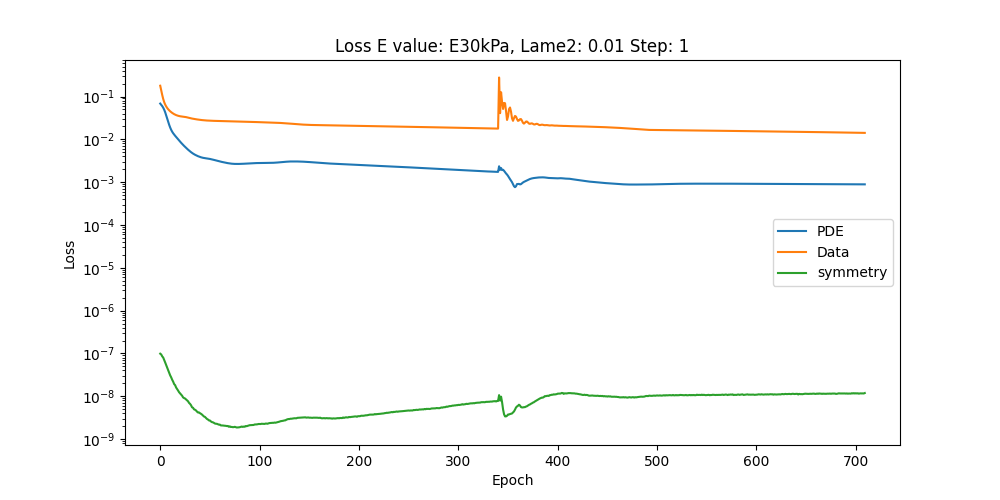 Loss E value: E30kPa, Lame2: 0.01 Step: 1
10⁻¹
10⁻²
10⁻³
10⁻⁴
10⁻⁵
10⁻⁶
10⁻⁷
10⁻⁸
10⁻⁹
Loss
PDE
Data
symmetry
0 100 200 300 400 500 600 700
Epoch